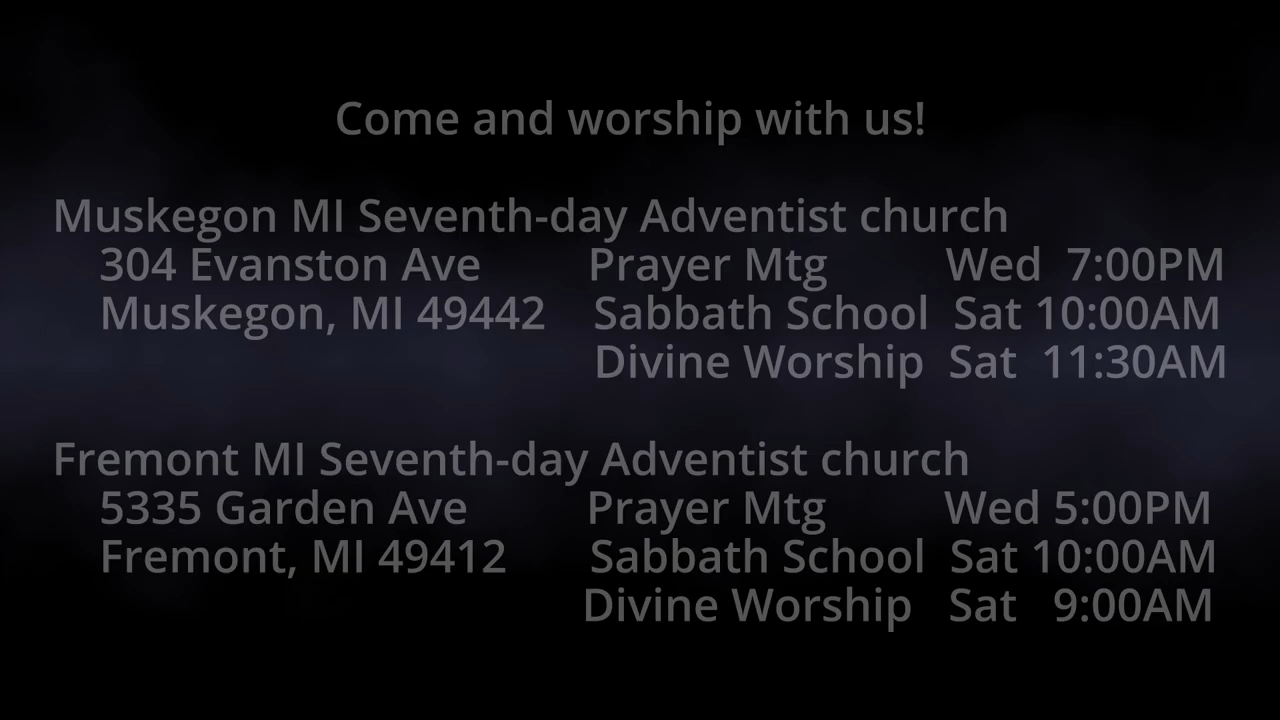 Come and worship with us!
Muskegon MI Seventh-day Adventist church
304 Evanston Ave Prayer Mtg Wed 7:00PM
Muskegon, MI 49442 Sabbath School Sat 10:00AM
Divine Worship Sat 11:30AM
Fremont MI Seventh-day Adventist church
5335 Garden Ave Prayer Mtg Wed 5:00PM
Fremont, MI 49412 Sabbath School Sat 10:00AM
Divine Worship Sat 9:00AM